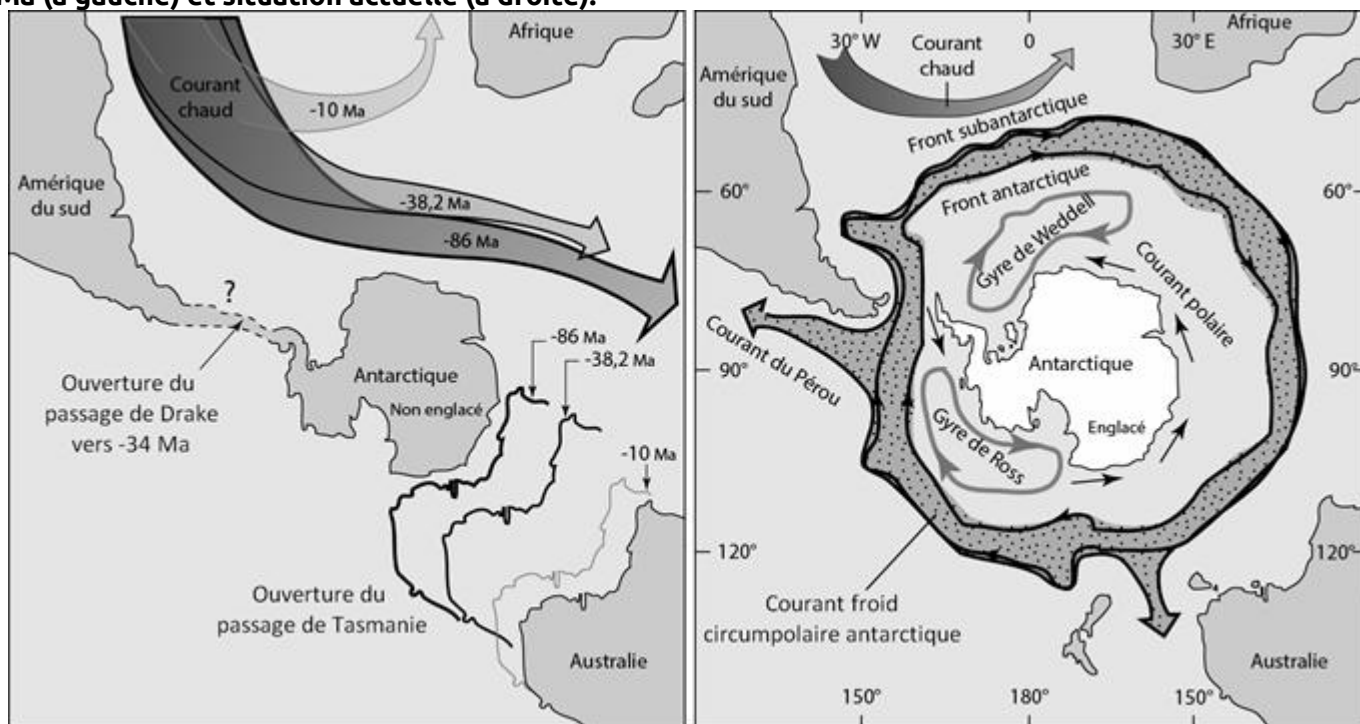 Ma (à gauche) et situation actuelle (à droite).
Afrique
Courant
chaud
-10 Ma
Amérique
du sud
-38,2 Ma
-86 Ma
?
Ouverture du
passage de Drake
vers -34 Ma
Antarctique
Non englacé
-86 Ma
-38,2 Ma
-10 Ma
Ouverture du
passage de Tasmanie
Australie
30° W
0
30° E
Afrique
Courant
chaud
Amérique
du sud
Front subantarctique
60°
60°
Front antarctique
Gyre de Weddell
Courant polaire
Courant du Pérou
90°
90°
Antarctique
Englacé
Gyre de Ross
120°
120°
Courant froid
circumpolaire antarctique
Australie
150°
180°
150°